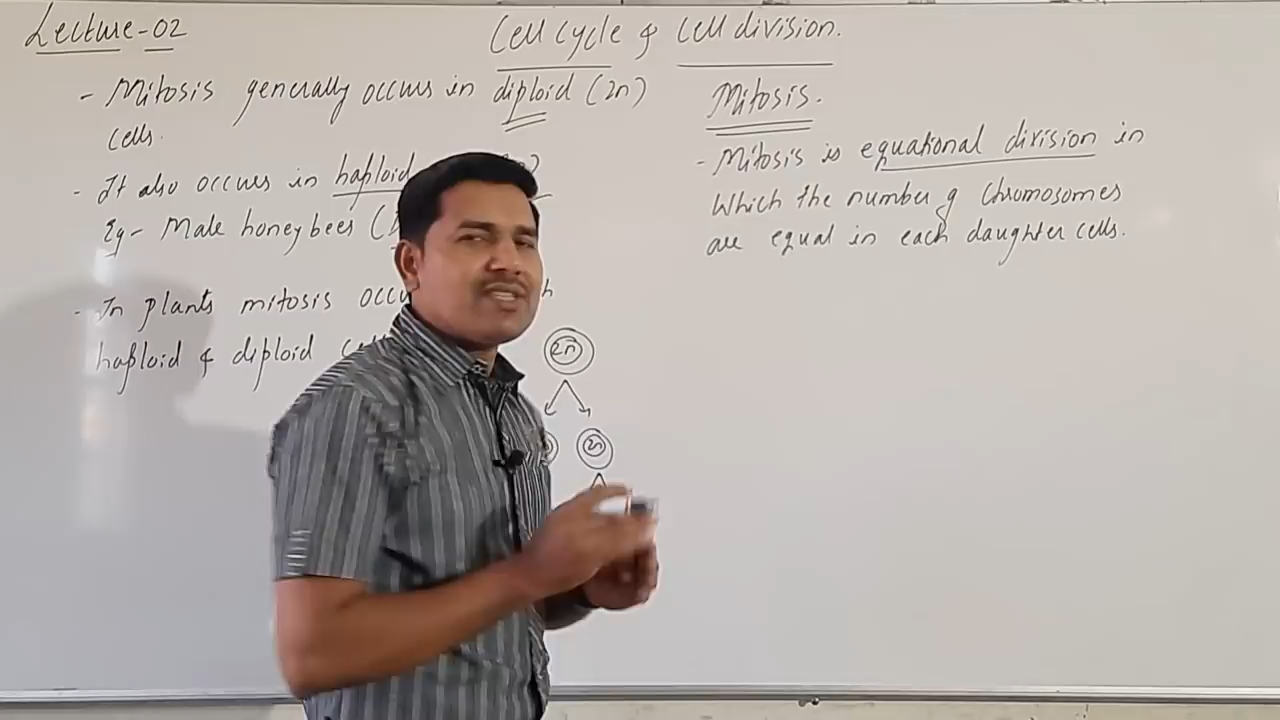 Lecture-02
Cell cycle & Cell division.
- Mitosis generally occurs in diploid (2n)
cells.
- It also occurs in haploid
Eg- Male honeybees (
- In plants mitosis occu h
haploid & diploid c
2n
2n
Mitosis.
- Mitosis is equational division in
Which the number of Chromosomes
are equal in each daughter cells.